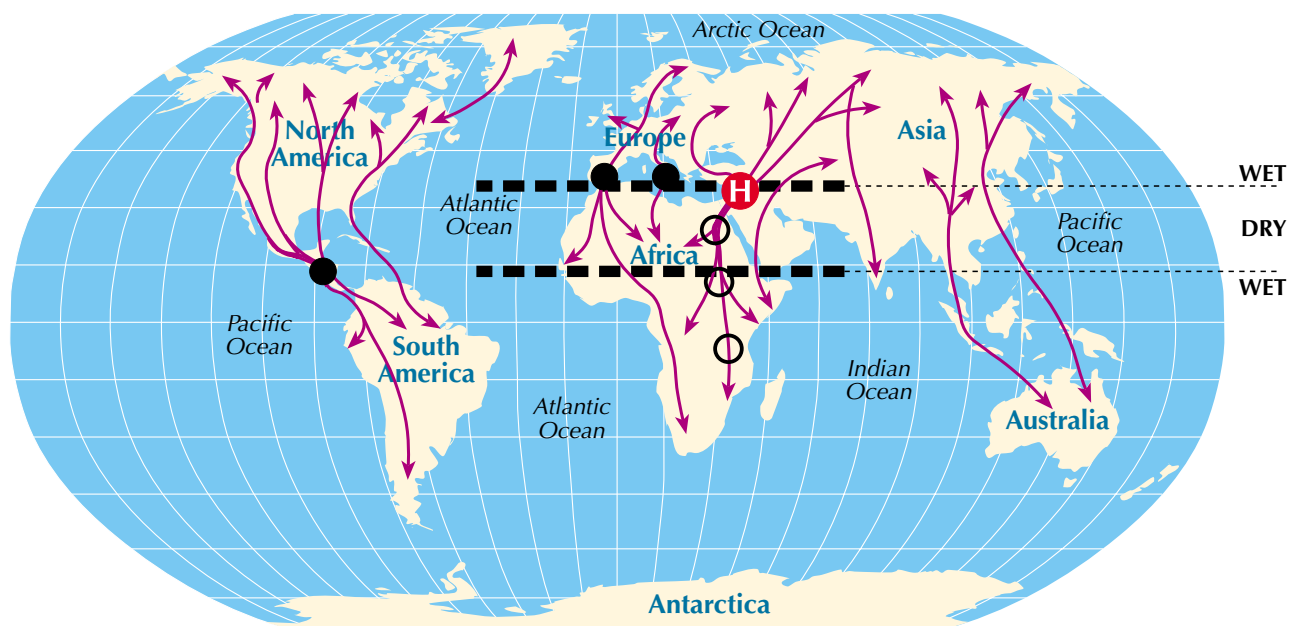 Arctic Ocean
North
America
Europe
Asia
WET
H
Atlantic
Ocean
Pacific
Ocean
DRY
Africa
WET
Pacific
Ocean
South
America
Indian
Ocean
Atlantic
Ocean
Australia
Antarctica